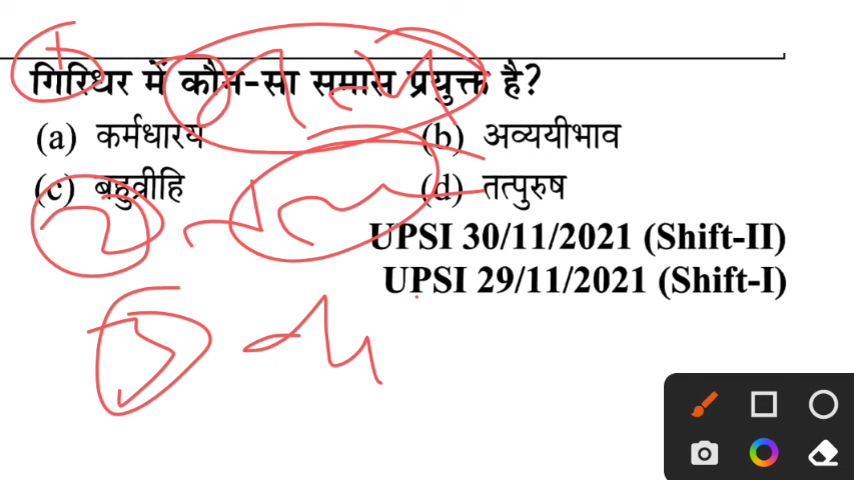 गिरिधर में कौन-सा समास प्रयुक्त है?
(a) कर्मधारय (b) अव्ययीभाव
(c) बहुव्रीहि (d) तत्पुरुष
UPSI 30/11/2021 (Shift-II)
UPSI 29/11/2021 (Shift-I)